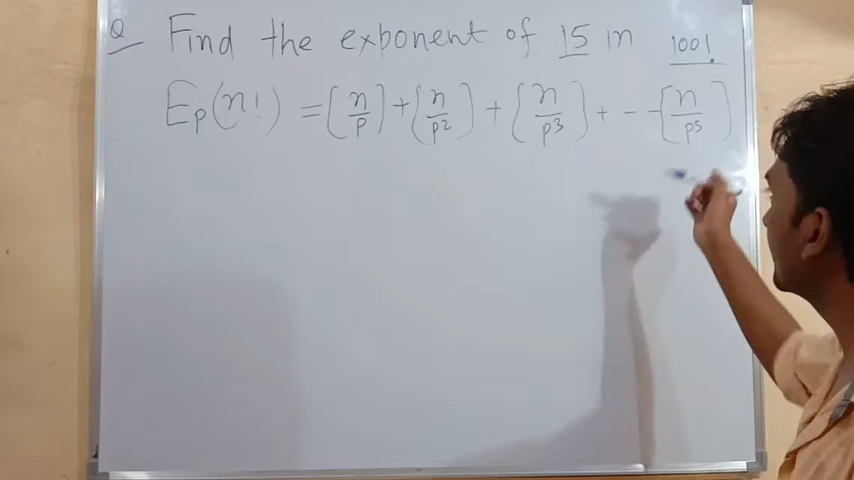 Q Find the exponent of 15 in 100!
Ep(n!) = [n/p] + [n/p²] + [n/p³] + -- [n/pˢ]